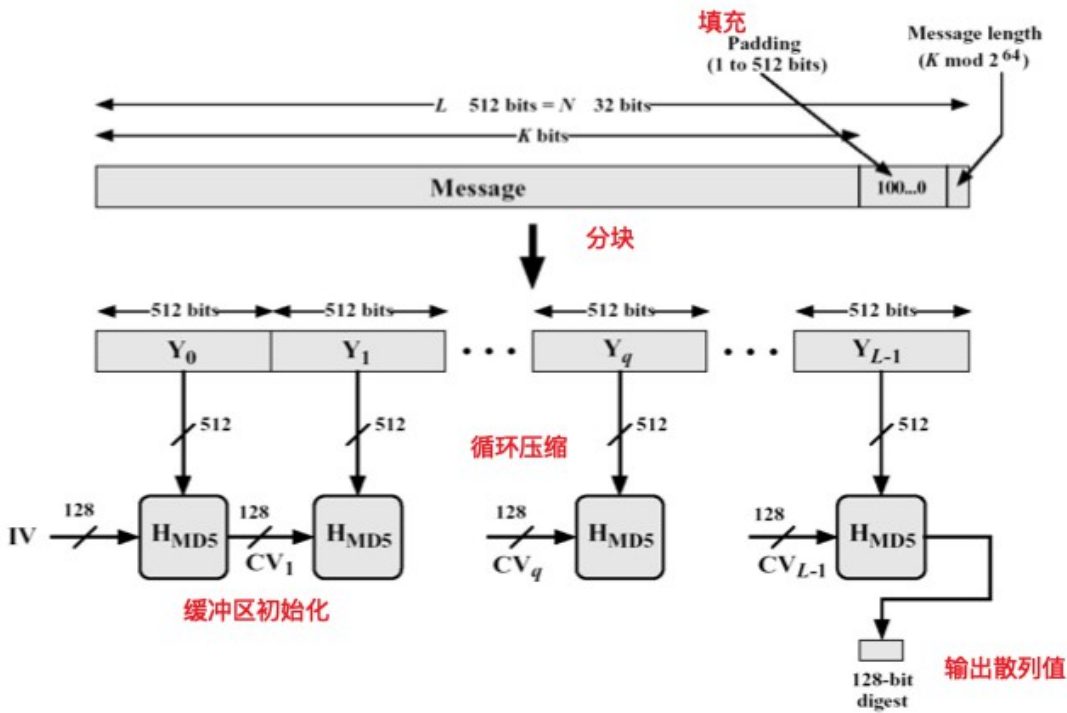 填充
Padding
(1 to 512 bits)
Message length
(K mod 2^64)
L 512 bits = N 32 bits
K bits
Message
100...0
分块
512 bits
512 bits
512 bits
512 bits
Y0
Y1
• • •
Yq
• • •
YL-1
512
512
循环压缩
512
512
IV
128
HMD5
128
CV1
HMD5
128
CVq
HMD5
128
CVL-1
HMD5
缓冲区初始化
输出散列值
128-bit
digest